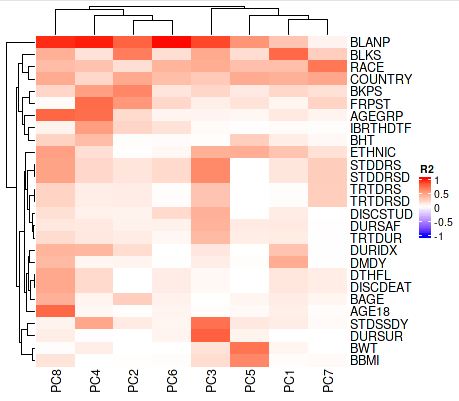 BLANP
BLKS
RACE
COUNTRY
BKPS
FRPST
AGEGRP
IBRTHDTF
BHT
ETHNIC
STDDRS
STDDRSD
TRTDRS
TRTDRSD
DISCSTUD
DURSAF
TRTDUR
DURIDX
DMDY
DTHFL
DISCDEAT
BAGE
AGE18
STDSSDY
DURSUR
BWT
BBMI
R2
1
0.5
0
-0.5
-1
PC8 PC4 PC2 PC6 PC3 PC5 PC1 PC7